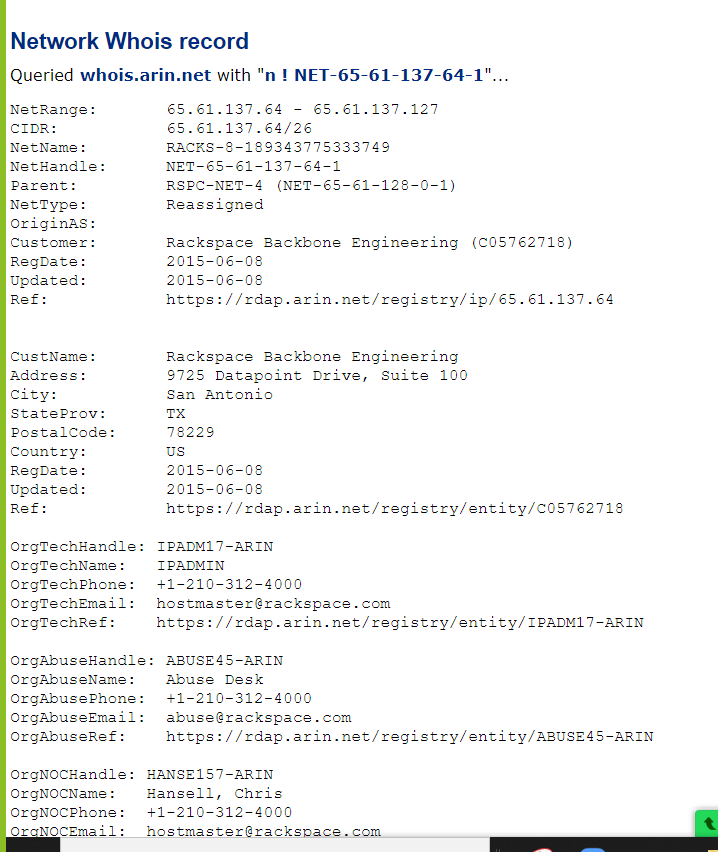 Network Whois record
Queried whois.arin.net with "n ! NET-65-61-137-64-1"...
NetRange: 65.61.137.64 - 65.61.137.127
CIDR: 65.61.137.64/26
NetName: RACKS-8-189343775333749
NetHandle: NET-65-61-137-64-1
Parent: RSPC-NET-4 (NET-65-61-128-0-1)
NetType: Reassigned
OriginAS:
Customer: Rackspace Backbone Engineering (C05762718)
RegDate: 2015-06-08
Updated: 2015-06-08
Ref: https://rdap.arin.net/registry/ip/65.61.137.64
CustName: Rackspace Backbone Engineering
Address: 9725 Datapoint Drive, Suite 100
City: San Antonio
StateProv: TX
PostalCode: 78229
Country: US
RegDate: 2015-06-08
Updated: 2015-06-08
Ref: https://rdap.arin.net/registry/entity/C05762718
OrgTechHandle: IPADM17-ARIN
OrgTechName: IPADMIN
OrgTechPhone: +1-210-312-4000
OrgTechEmail: hostmaster@rackspace.com
OrgTechRef: https://rdap.arin.net/registry/entity/IPADM17-ARIN
OrgAbuseHandle: ABUSE45-ARIN
OrgAbuseName: Abuse Desk
OrgAbusePhone: +1-210-312-4000
OrgAbuseEmail: abuse@rackspace.com
OrgAbuseRef: https://rdap.arin.net/registry/entity/ABUSE45-ARIN
OrgNOCHandle: HANSE157-ARIN
OrgNOCName: Hansell, Chris
OrgNOCPhone: +1-210-312-4000
OrgNOCEmail: hostmaster@rackspace.com